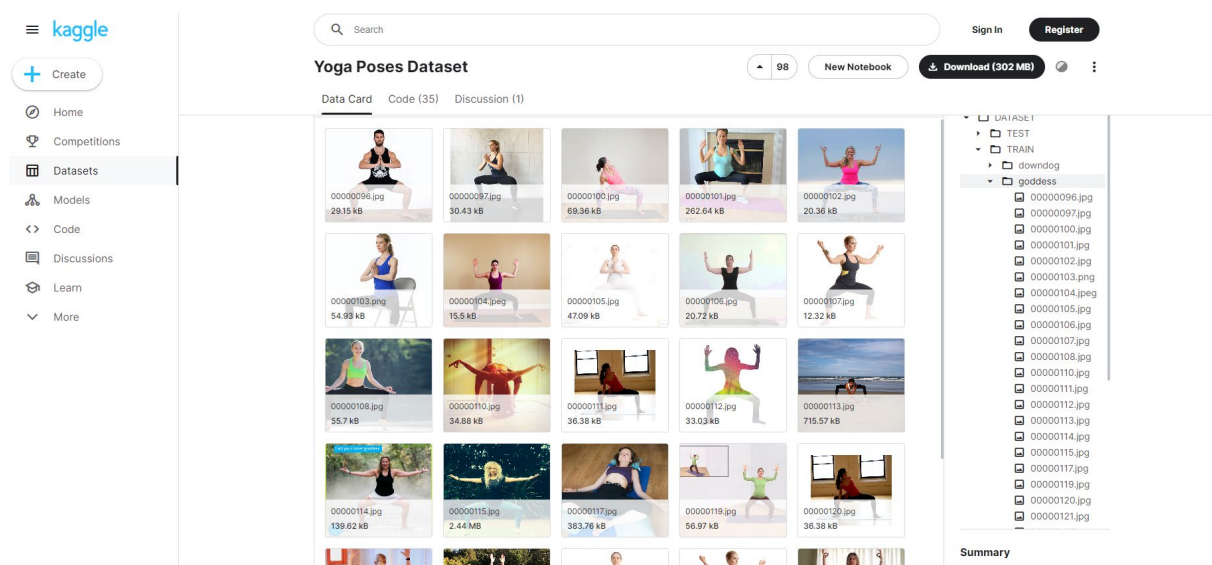 kaggle
Search
Sign In
Register
Create
Home
Competitions
Datasets
Models
Code
Discussions
Learn
More
Yoga Poses Dataset
98
New Notebook
Download (302 MB)
Data Card
Code (35)
Discussion (1)
00000096.jpg
29.15 kB
00000097.jpg
30.43 kB
00000100.jpg
69.36 kB
00000101.jpg
262.64 kB
00000102.jpg
20.36 kB
00000103.png
54.93 kB
00000104.jpeg
15.5 kB
00000105.jpg
47.09 kB
00000106.jpg
20.72 kB
00000107.jpg
12.32 kB
00000108.jpg
55.7 kB
00000110.jpg
34.88 kB
00000111.jpg
36.38 kB
00000112.jpg
33.03 kB
00000113.jpg
715.57 kB
00000114.jpg
139.62 kB
00000115.jpg
2.44 MB
00000117.jpg
383.76 kB
00000119.jpg
56.97 kB
00000120.jpg
36.38 kB
DATASET
TEST
TRAIN
downdog
goddess
00000096.jpg
00000097.jpg
00000100.jpg
00000101.jpg
00000102.jpg
00000103.png
00000104.jpeg
00000105.jpg
00000106.jpg
00000107.jpg
00000108.jpg
00000110.jpg
00000111.jpg
00000112.jpg
00000113.jpg
00000114.jpg
00000115.jpg
00000117.jpg
00000119.jpg
00000120.jpg
00000121.jpg
Summary